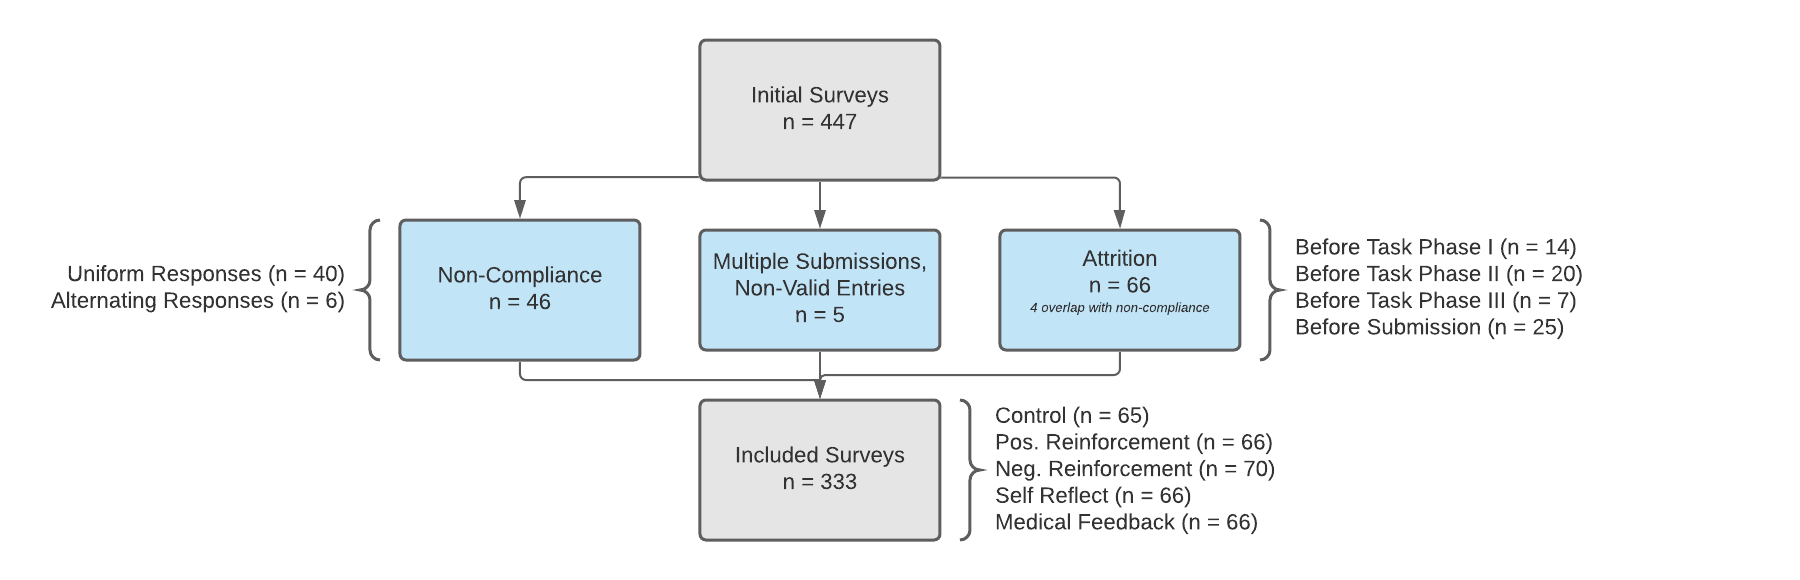 Initial Surveys
n = 447
Uniform Responses (n = 40)
Alternating Responses (n = 6)
Non-Compliance
n = 46
Multiple Submissions,
Non-Valid Entries
n = 5
Attrition
n = 66
4 overlap with non-compliance
Before Task Phase I (n = 14)
Before Task Phase II (n = 20)
Before Task Phase III (n = 7)
Before Submission (n = 25)
Included Surveys
n = 333
Control (n = 65)
Pos. Reinforcement (n = 66)
Neg. Reinforcement (n = 70)
Self Reflect (n = 66)
Medical Feedback (n = 66)